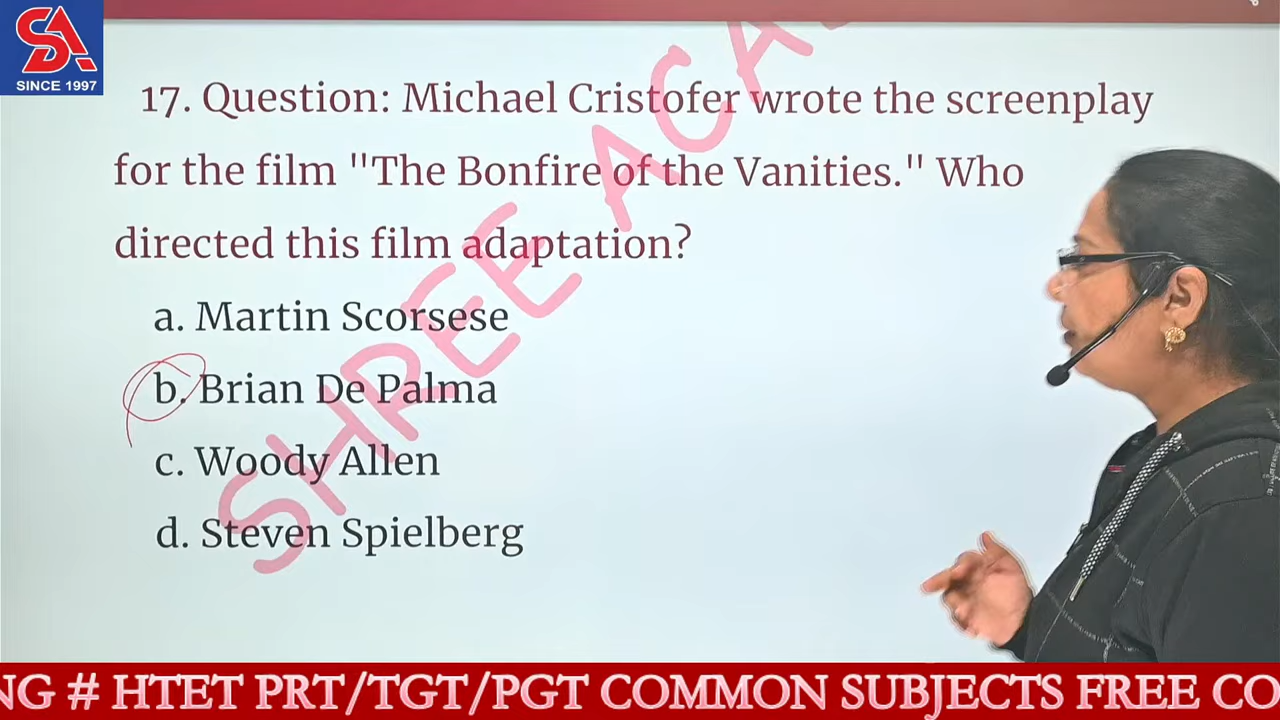 SA
SINCE 1997
17. Question: Michael Cristofer wrote the screenplay
for the film "The Bonfire of the Vanities." Who
directed this film adaptation?
a. Martin Scorsese
b. Brian De Palma
c. Woody Allen
d. Steven Spielberg
SHREE ACA
NG # HTET PRT/TGT/PGT COMMON SUBJECTS FREE CO